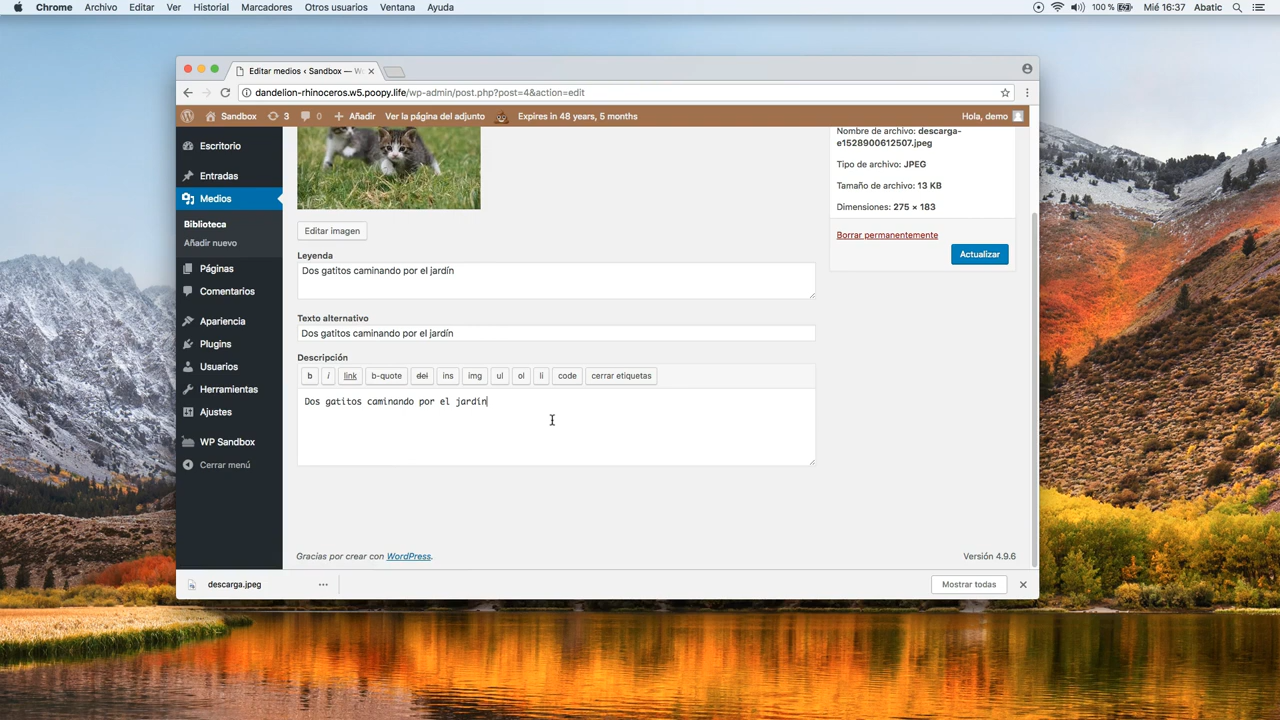 Chrome Archivo Editar Ver Historial Marcadores Otros usuarios Ventana Ayuda 100 % Mié 16:37 Abatic
Editar medios ‹ Sandbox — W
dandelion-rhinoceros.w5.poopy.life/wp-admin/post.php?post=4&action=edit
Sandbox 3 0 Añadir Ver la página del adjunto Expires in 48 years, 5 months Hola, demo
Escritorio
Entradas
Medios
Biblioteca
Añadir nuevo
Páginas
Comentarios
Apariencia
Plugins
Usuarios
Herramientas
Ajustes
WP Sandbox
Cerrar menú
Editar imagen
Leyenda
Dos gatitos caminando por el jardín
Texto alternativo
Dos gatitos caminando por el jardín
Descripción
b i link b-quote del ins img ul ol li code cerrar etiquetas
Dos gatitos caminando por el jardín
Nombre de archivo: descarga-
e1528900612507.jpeg
Tipo de archivo: JPEG
Tamaño de archivo: 13 KB
Dimensiones: 275 × 183
Borrar permanentemente
Actualizar
Gracias por crear con WordPress.
Versión 4.9.6
descarga.jpeg
Mostrar todas